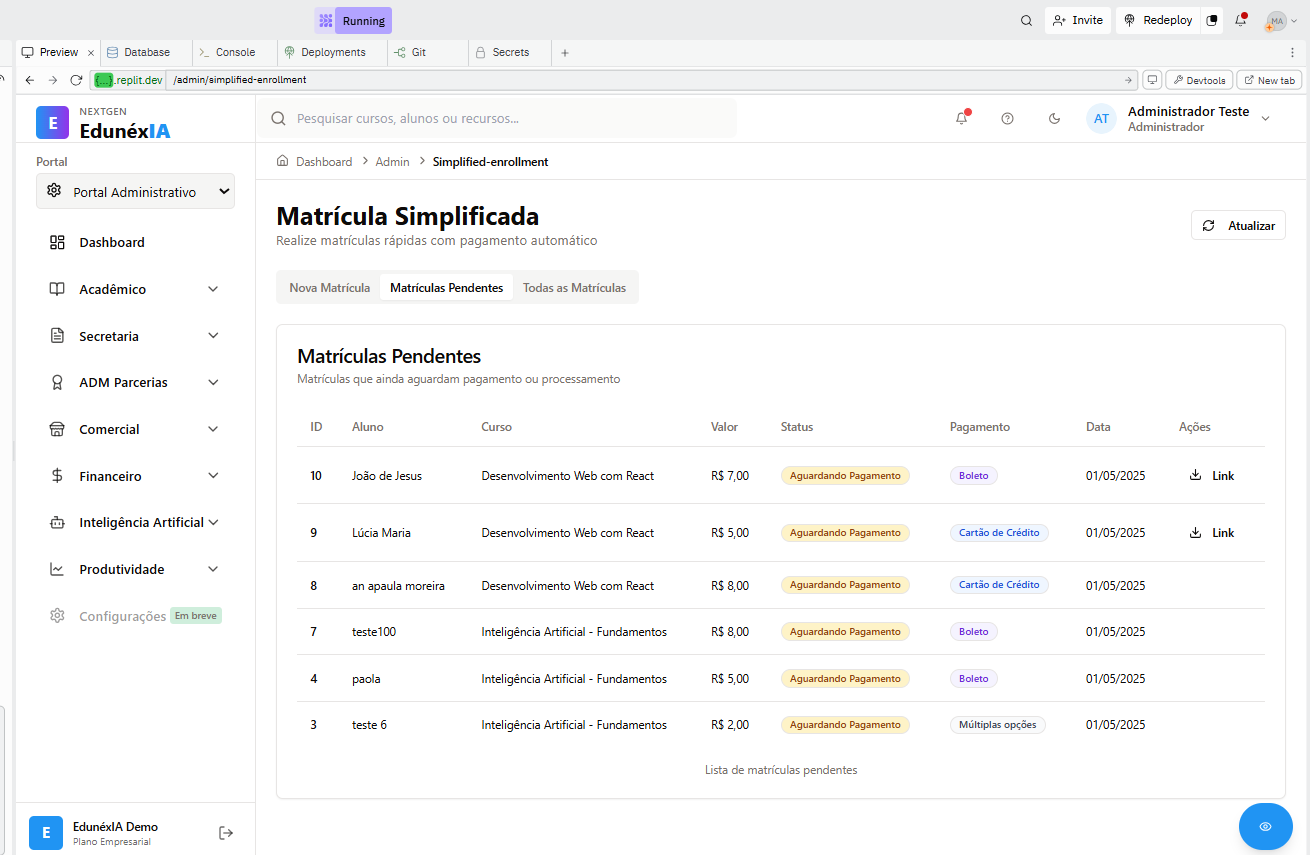 Running
Invite
Redeploy
MA
Preview
Database
Console
Deployments
Git
Secrets
{...}.replit.dev
/admin/simplified-enrollment
Devtools
New tab
E
NEXTGEN
EdunéxIA
Pesquisar cursos, alunos ou recursos...
AT
Administrador Teste
Administrador
Portal
Portal Administrativo
Dashboard
Acadêmico
Secretaria
ADM Parcerias
Comercial
Financeiro
Inteligência Artificial
Produtividade
Configurações Em breve
E
EdunéxIA Demo
Plano Empresarial
Dashboard > Admin > Simplified-enrollment
Matrícula Simplificada
Realize matrículas rápidas com pagamento automático
Atualizar
Nova Matrícula Matrículas Pendentes Todas as Matrículas
Matrículas Pendentes
Matrículas que ainda aguardam pagamento ou processamento
ID Aluno Curso Valor Status Pagamento Data Ações
10 João de Jesus Desenvolvimento Web com React R$ 7,00 Aguardando Pagamento Boleto 01/05/2025 Link
9 Lúcia Maria Desenvolvimento Web com React R$ 5,00 Aguardando Pagamento Cartão de Crédito 01/05/2025 Link
8 an apaula moreira Desenvolvimento Web com React R$ 8,00 Aguardando Pagamento Cartão de Crédito 01/05/2025
7 teste100 Inteligência Artificial - Fundamentos R$ 8,00 Aguardando Pagamento Boleto 01/05/2025
4 paola Inteligência Artificial - Fundamentos R$ 5,00 Aguardando Pagamento Boleto 01/05/2025
3 teste 6 Inteligência Artificial - Fundamentos R$ 2,00 Aguardando Pagamento Múltiplas opções 01/05/2025
Lista de matrículas pendentes